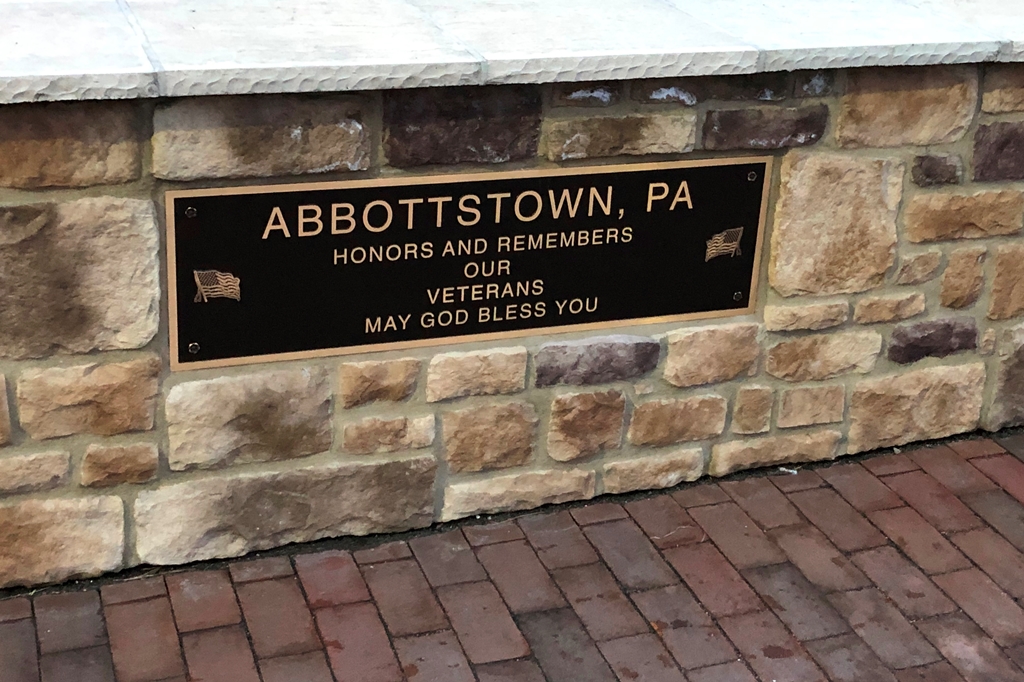 ABBOTTSTOWN, PA
HONORS AND REMEMBERS
OUR
VETERANS
MAY GOD BLESS YOU